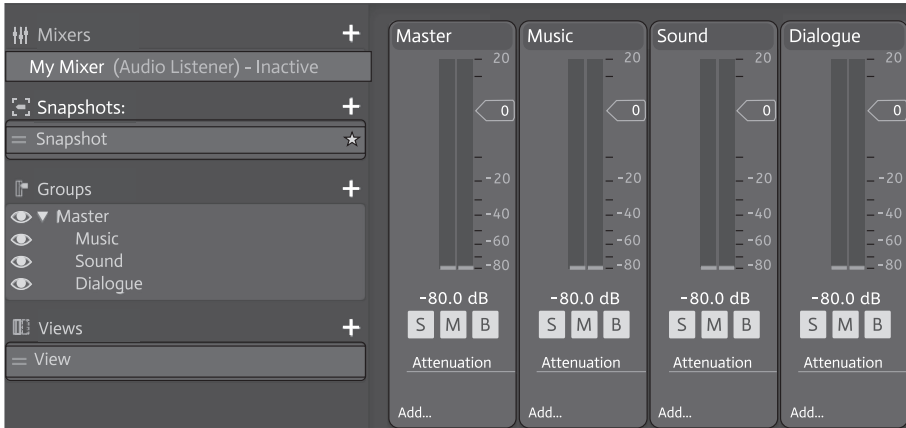 Mixers +
My Mixer (Audio Listener) - Inactive
Snapshots: +
Snapshot
Groups +
Master
Music
Sound
Dialogue
Views +
View
Master
20
0
-20
-40
-60
-80
-80.0 dB
S M B
Attenuation
Add...
Music
20
0
-20
-40
-60
-80
-80.0 dB
S M B
Attenuation
Add...
Sound
20
0
-20
-40
-60
-80
-80.0 dB
S M B
Attenuation
Add...
Dialogue
20
0
-20
-40
-60
-80
-80.0 dB
S M B
Attenuation
Add...